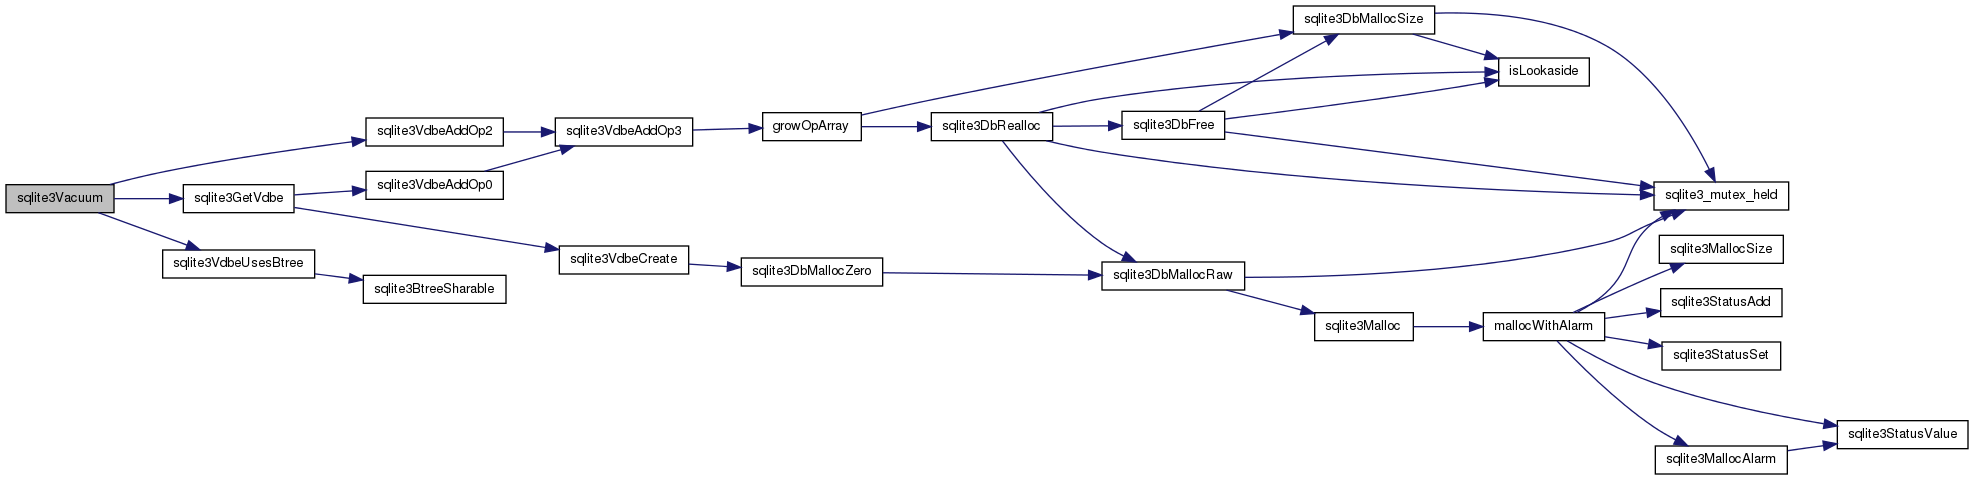 sqlite3DbMallocSize
isLookaside
sqlite3VdbeAddOp2
sqlite3VdbeAddOp3
growOpArray
sqlite3DbRealloc
sqlite3DbFree
sqlite3Vacuum
sqlite3GetVdbe
sqlite3VdbeAddOp0
sqlite3_mutex_held
sqlite3VdbeUsesBtree
sqlite3VdbeCreate
sqlite3MallocSize
sqlite3BtreeSharable
sqlite3DbMallocZero
sqlite3DbMallocRaw
sqlite3StatusAdd
sqlite3Malloc
mallocWithAlarm
sqlite3StatusSet
sqlite3StatusValue
sqlite3MallocAlarm